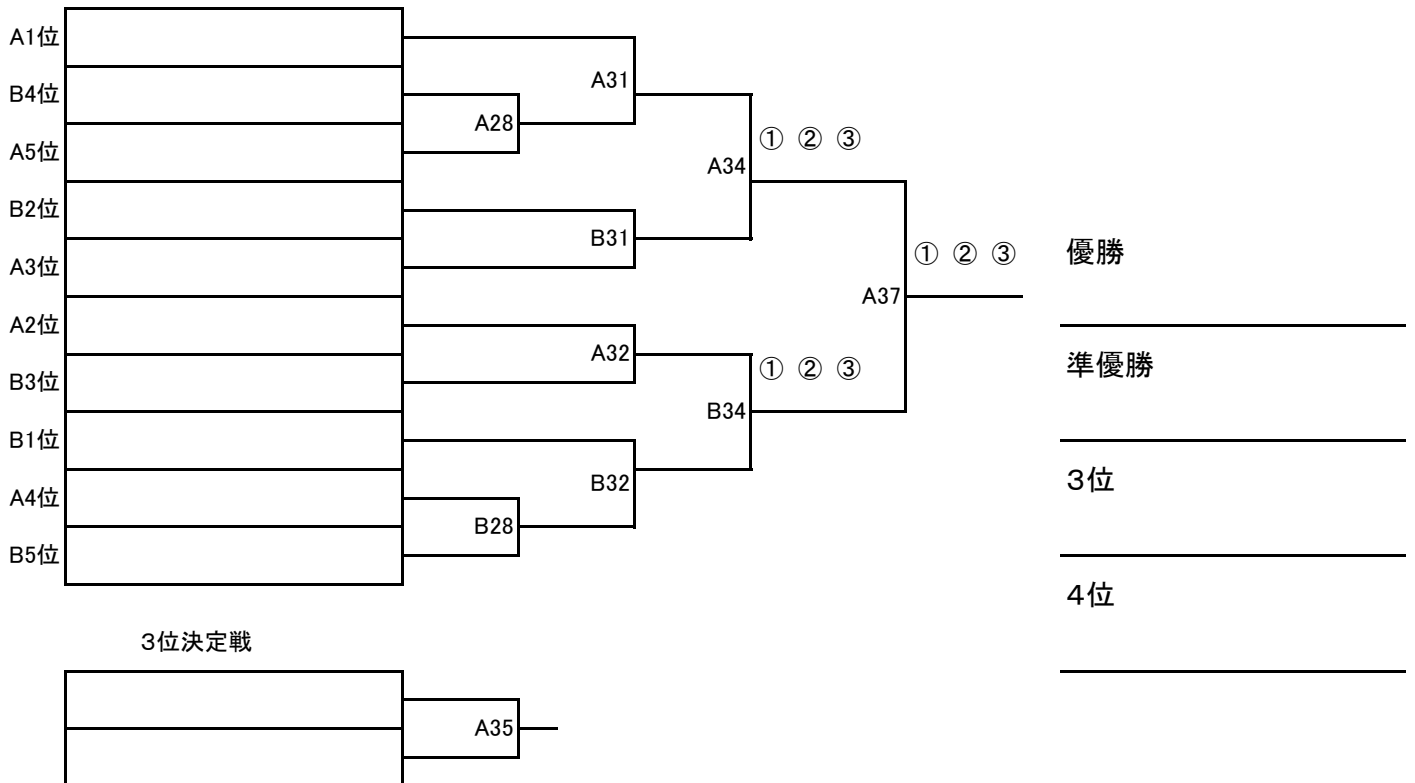 A1位
A31
B4位
A28
① ② ③
A5位
A34
B2位
B31
① ② ③
優勝
A3位
A37
A2位
A32
① ② ③
準優勝
B3位
B34
B1位
B32
3位
A4位
B28
B5位
4位
3位決定戦
A35